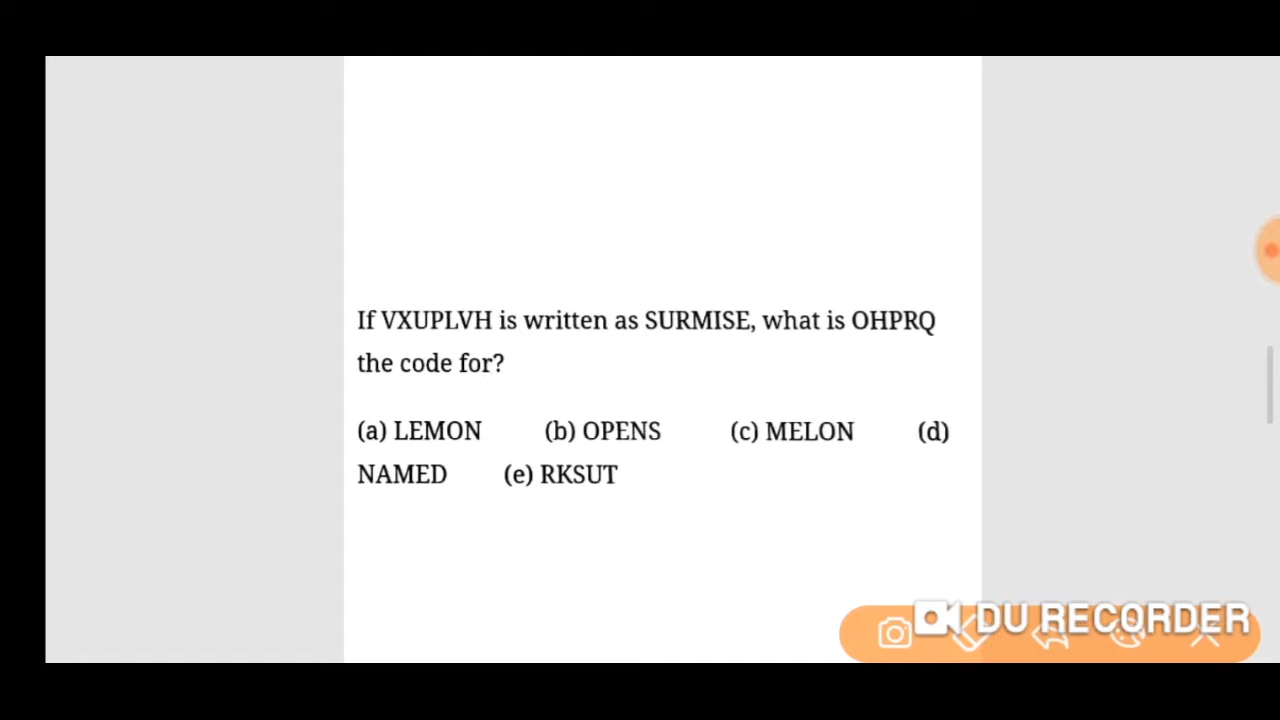 If VXUPLVH is written as SURMISE, what is OHPRQ
the code for?
(a) LEMON (b) OPENS (c) MELON (d)
NAMED (e) RKSUT
DU RECORDER